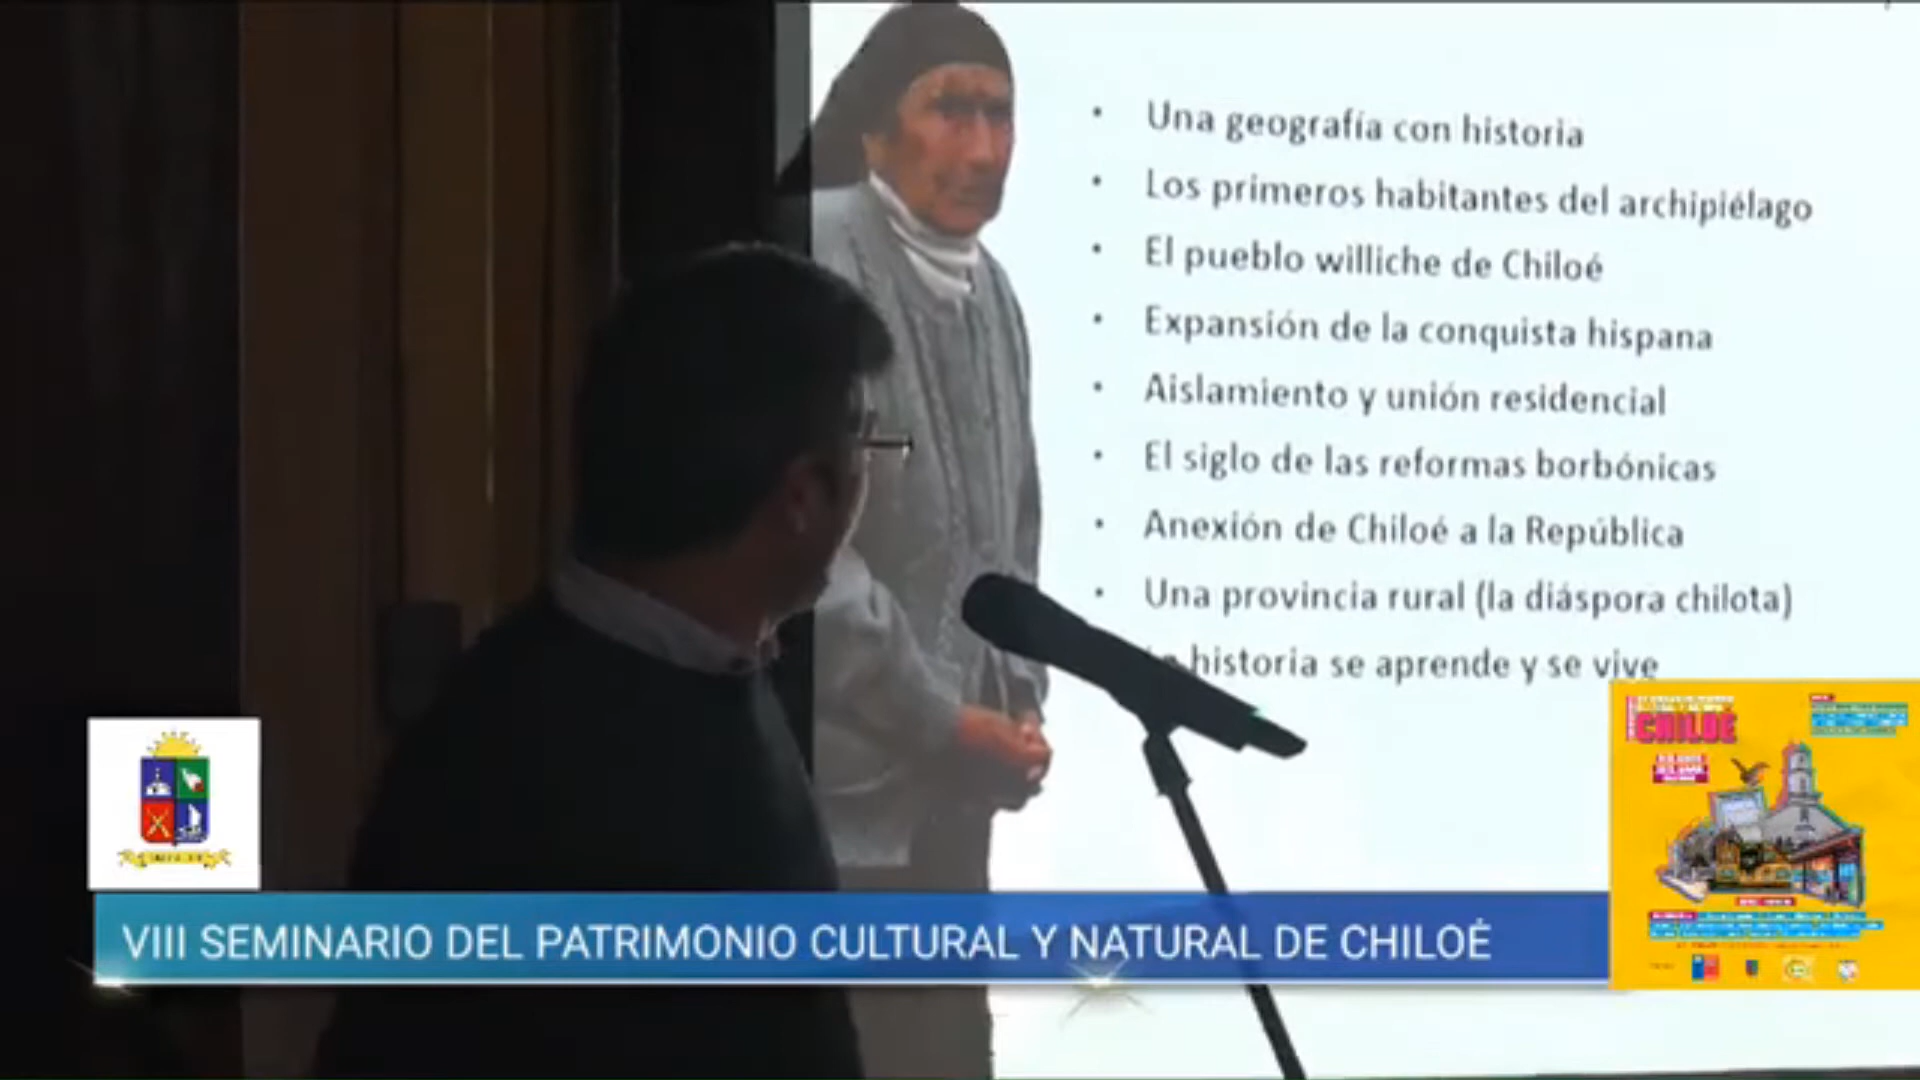 • Una geografía con historia
• Los primeros habitantes del archipiélago
• El pueblo williche de Chiloé
• Expansión de la conquista hispana
• Aislamiento y unión residencial
• El siglo de las reformas borbónicas
• Anexión de Chiloé a la República
• Una provincia rural (la diáspora chilota)
historia se aprende y se vive
CHILOÉ
VIII SEMINARIO DEL PATRIMONIO CULTURAL Y NATURAL DE CHILOÉ